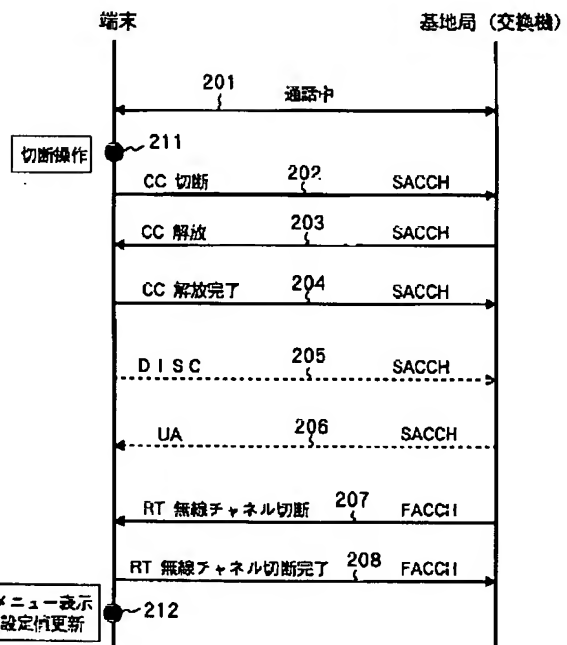 端末 基地局（交換機）
201 通話中
切断操作 211
CC 切断 202 SACCH
CC 解放 203 SACCH
CC 解放完了 204 SACCH
DISC 205 SACCH
UA 206 SACCH
RT 無線チャネル切断 207 FACCH
RT 無線チャネル切断完了 208 FACCH
メニュー表示
設定値更新 212